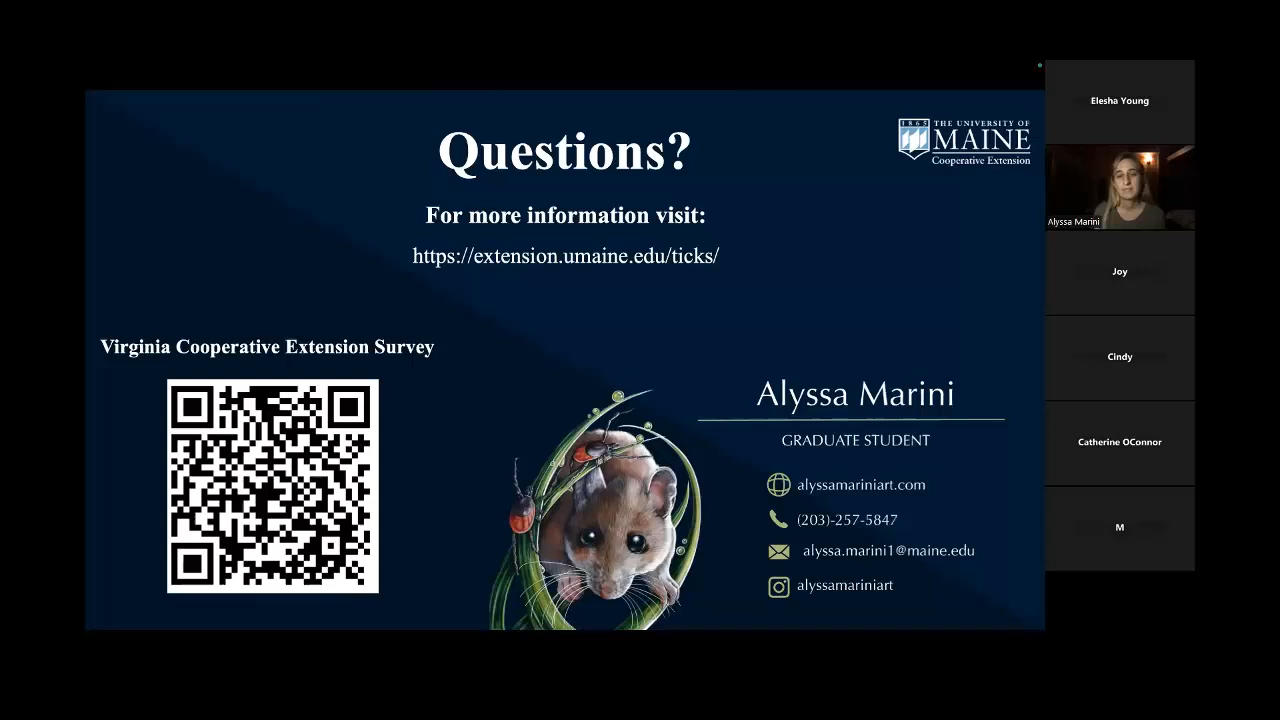 Questions?
For more information visit:
https://extension.umaine.edu/ticks/
1865
THE UNIVERSITY OF
MAINE
Cooperative Extension
Virginia Cooperative Extension Survey
Alyssa Marini
GRADUATE STUDENT
alyssamariniart.com
(203)-257-5847
alyssa.marini1@maine.edu
alyssamariniart
Elesha Young
Alyssa Marini
Joy
Cindy
Catherine OConnor
M